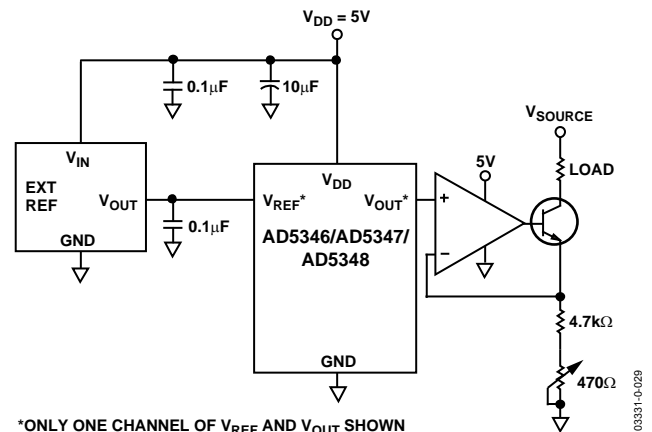 V_DD = 5V
0.1μF
10μF
V_SOURCE
LOAD
V_IN
EXT
REF
V_OUT
GND
0.1μF
V_DD
V_REF*
V_OUT*
AD5346/AD5347/
AD5348
GND
5V
+
–
4.7kΩ
470Ω
*ONLY ONE CHANNEL OF V_REF AND V_OUT SHOWN
03331-0-029